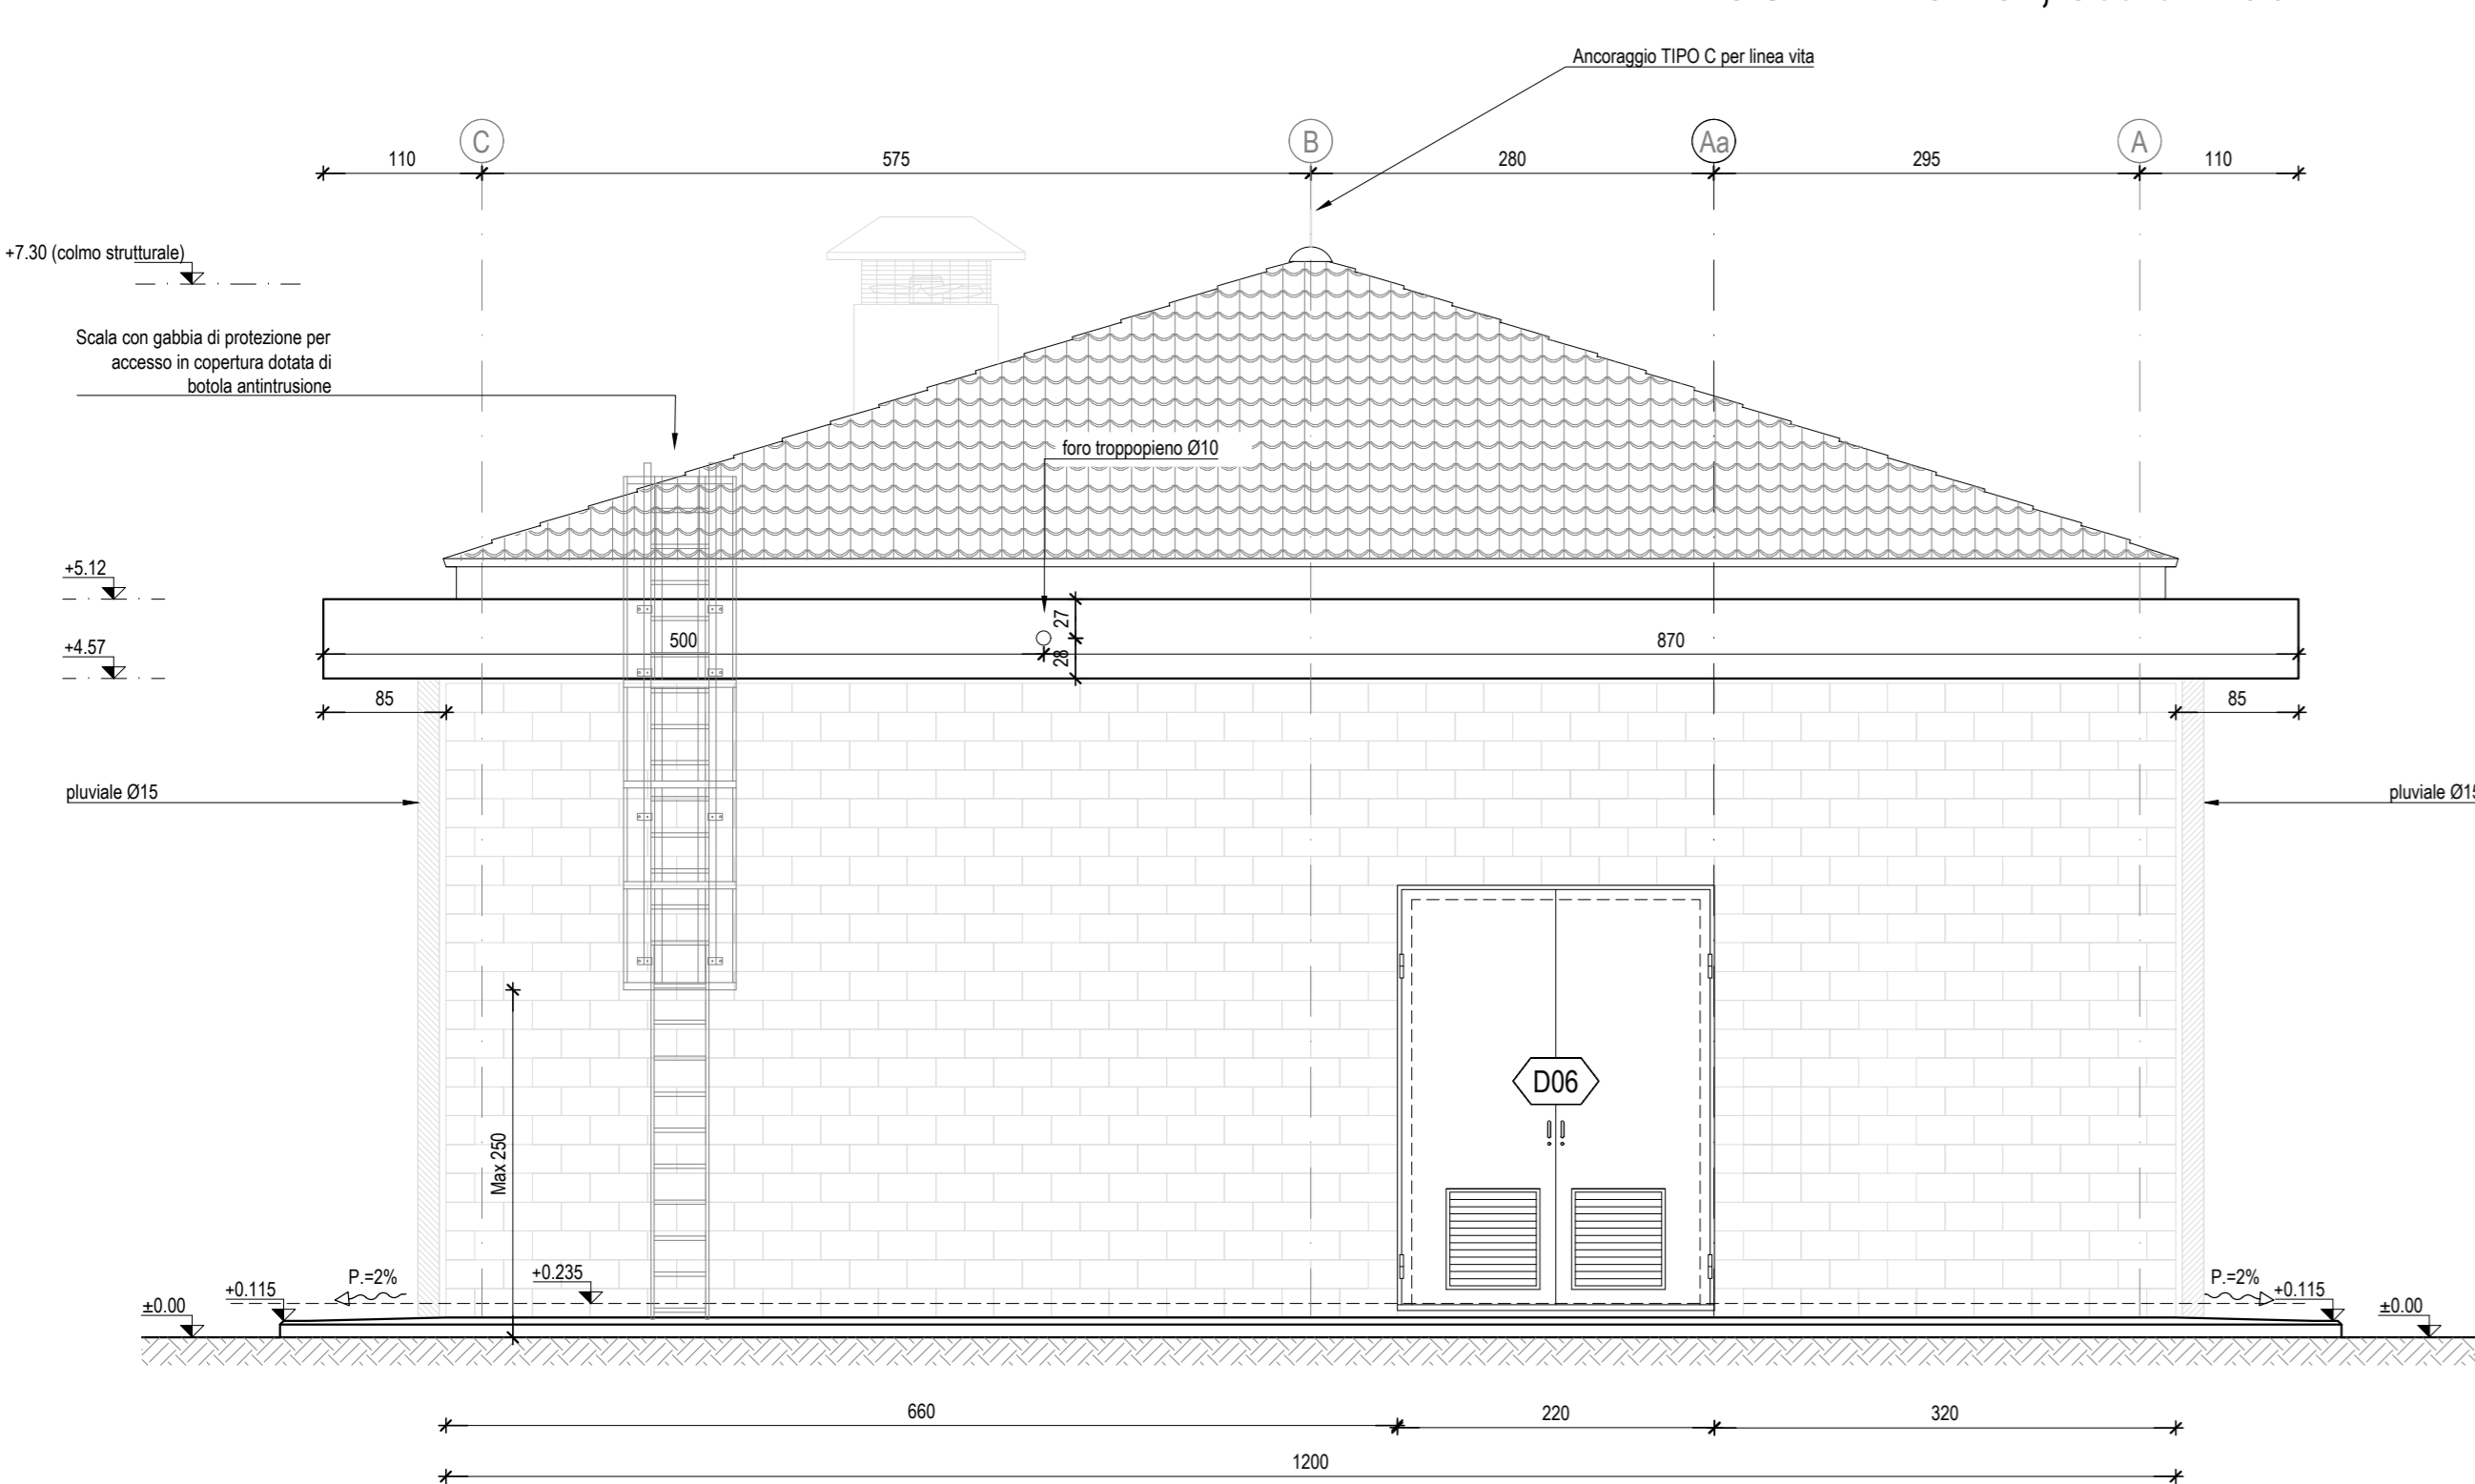 Ancoraggio TIPO C per linea vita
C
B
Aa
A
110
575
280
295
110
+7.30 (colmo strutturale)
Scala con gabbia di protezione per
accesso in copertura dotata di
botola antintrusione
foro troppopieno Ø10
+5.12
27
500
870
28
+4.57
85
85
pluviale Ø15
pluviale Ø15
D06
Max 250
+0.235
P.=2%
+0.115
±0.00
P.=2%
+0.115
±0.00
660
220
320
1200